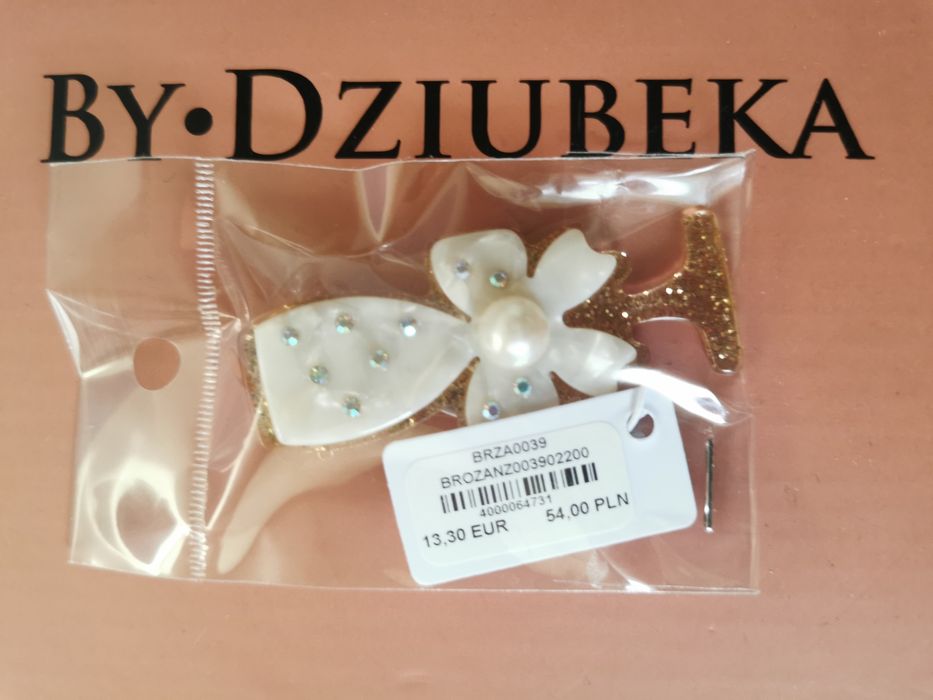 BY•DZIUBEKA
BRZA0039
BROZANZ003902200
4000064731
13,30 EUR 54,00 PLN